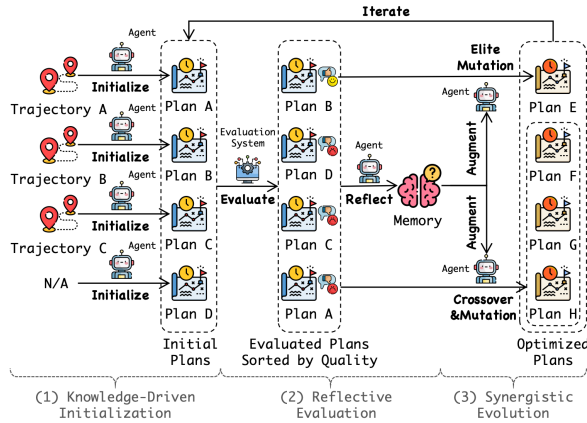 Iterate
Agent
Initialize
Trajectory A
Plan A
Agent
Initialize
Trajectory B
Plan B
Agent
Initialize
Trajectory C
Plan C
Agent
N/A
Initialize
Plan D
Initial
Plans
Evaluation
System
Evaluate
Plan B
Plan D
Plan C
Plan A
Evaluated Plans
Sorted by Quality
Agent
Reflect
Memory
Elite
Mutation
Agent
Augment
Augment
Agent
Crossover
&Mutation
Plan E
Plan F
Plan G
Plan H
Optimized
Plans
(1) Knowledge-Driven
Initialization
(2) Reflective
Evaluation
(3) Synergistic
Evolution